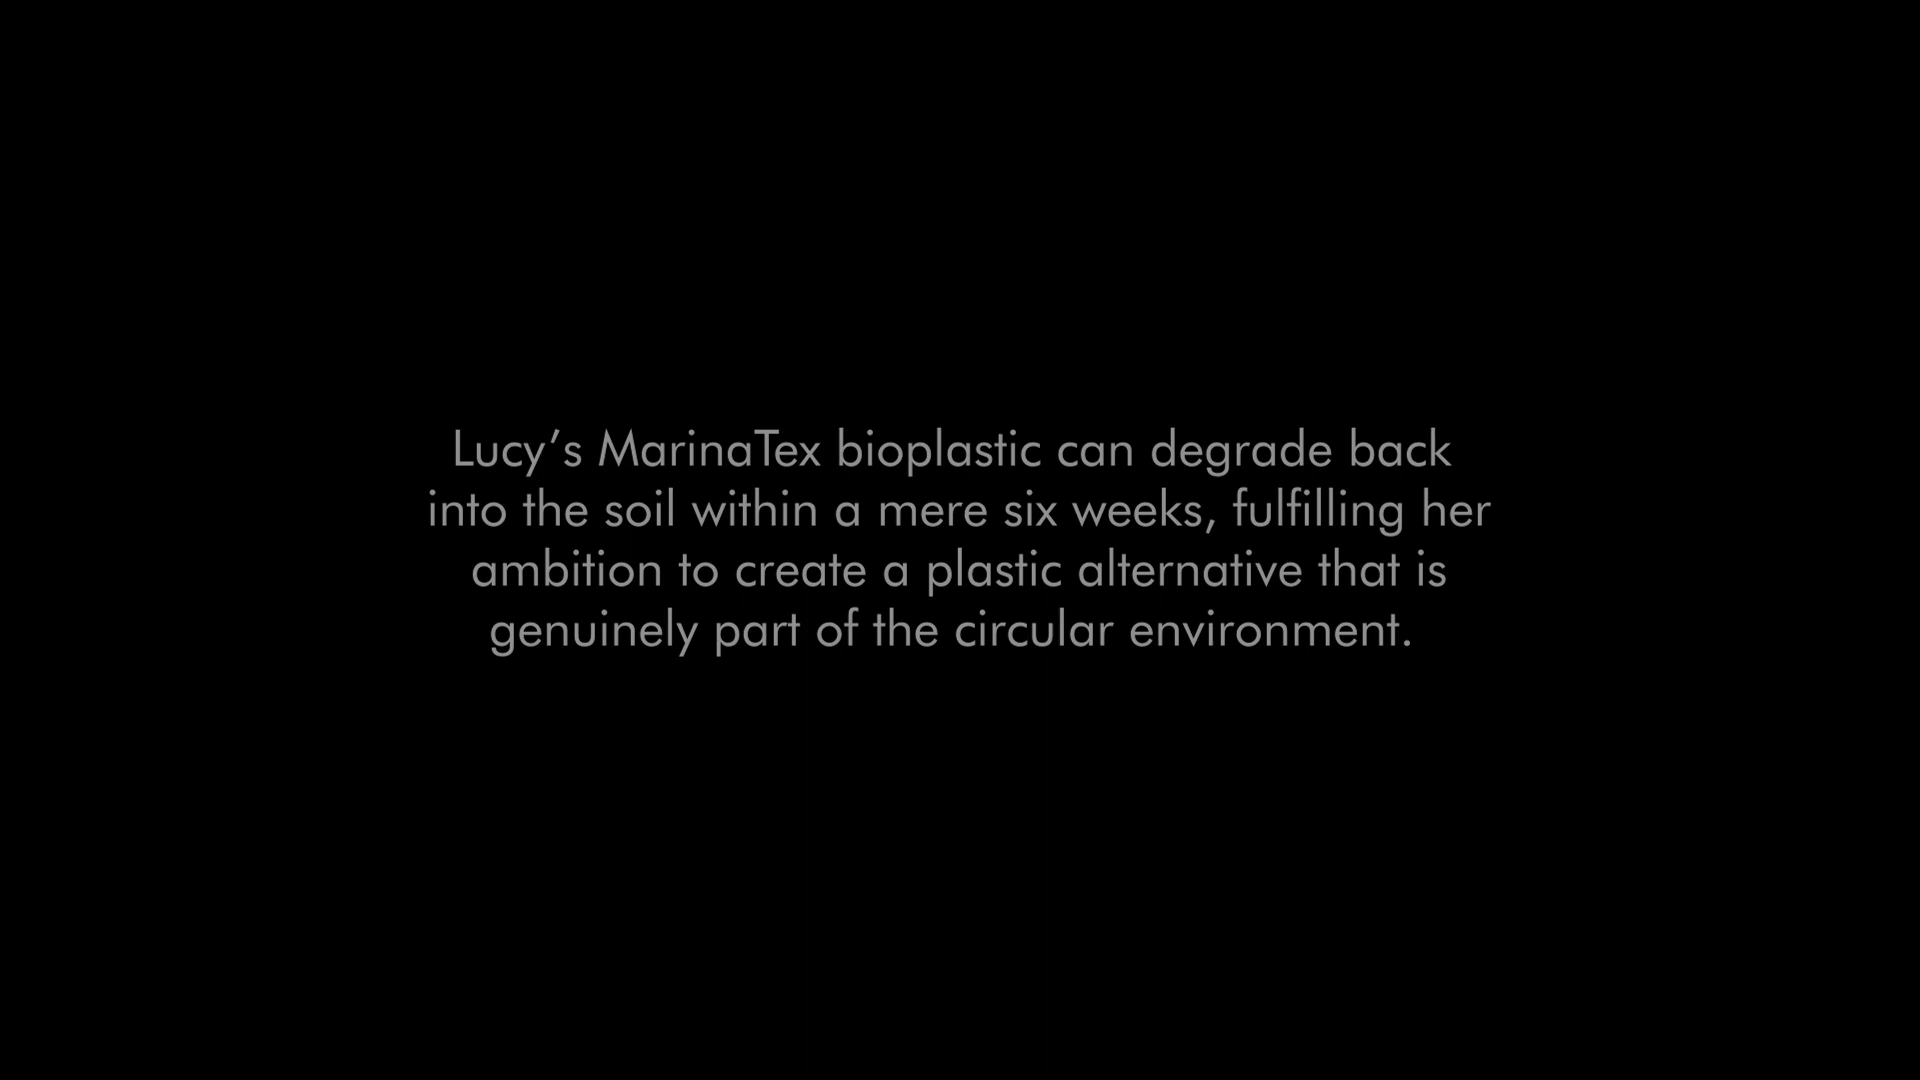 Lucy’s MarinaTex bioplastic can degrade back
into the soil within a mere six weeks, fulfilling her
ambition to create a plastic alternative that is
genuinely part of the circular environment.